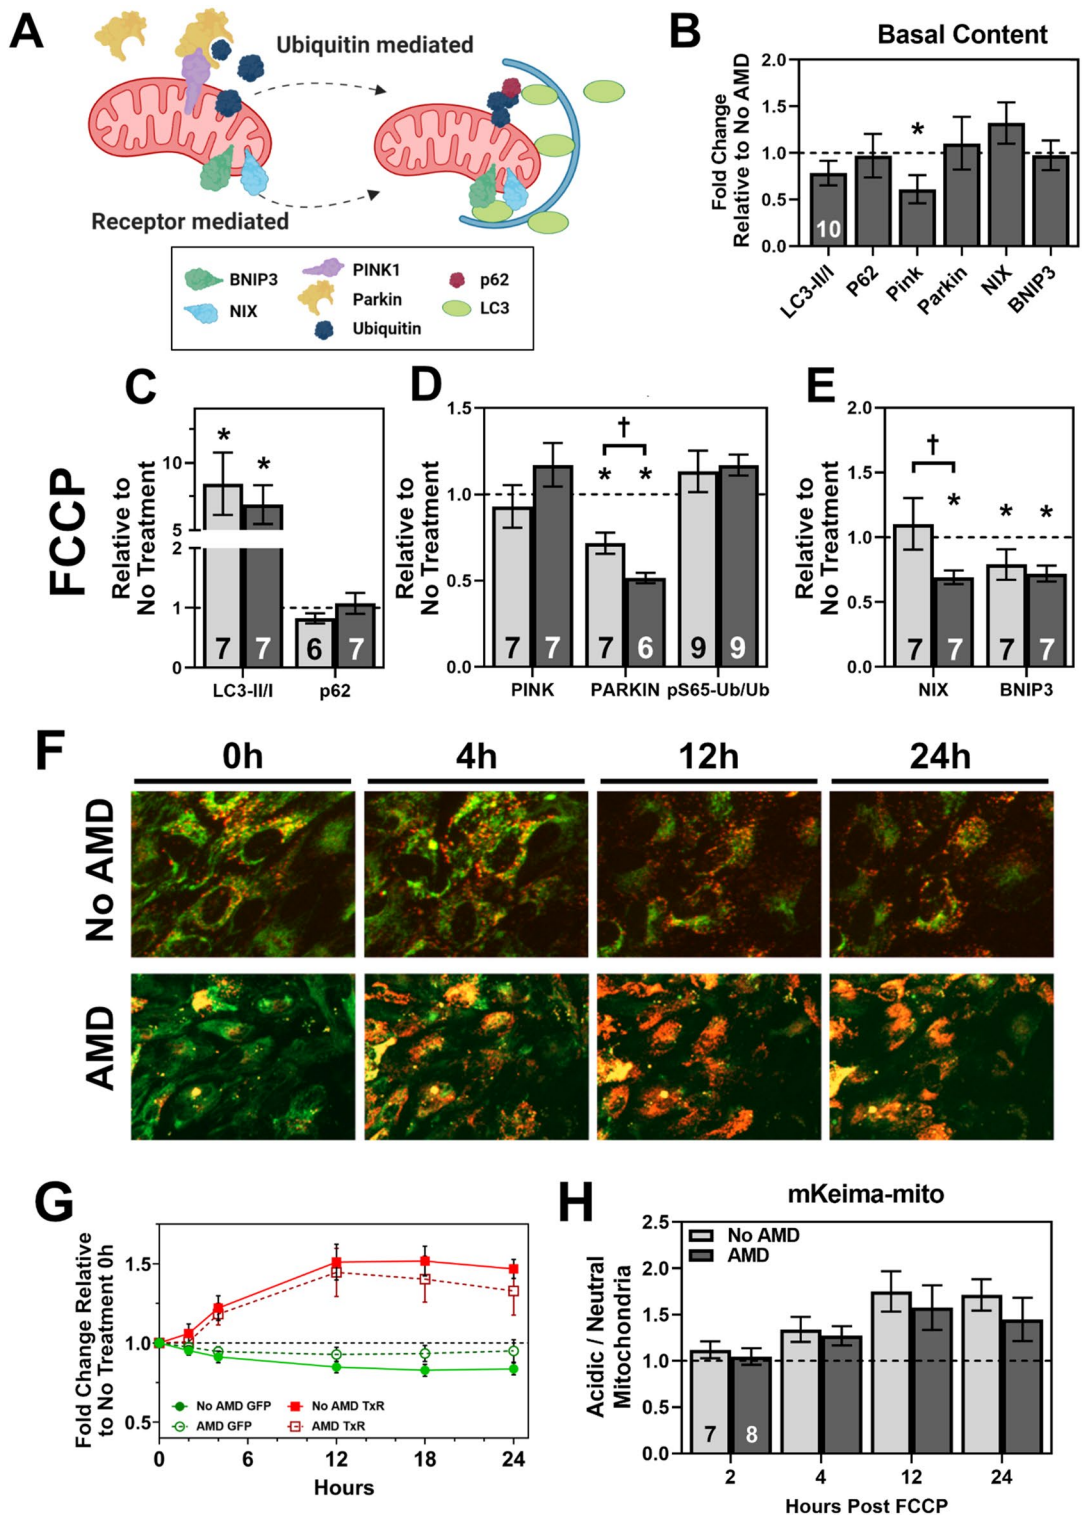 A
Ubiquitin mediated
Receptor mediated
BNIP3
NIX
PINK1
Parkin
Ubiquitin
p62
LC3
B
Basal Content
Fold Change
Relative to No AMD
2.0
1.5
1.0
0.5
0.0
*
10
LC3-II/I
P62
Pink
Parkin
NIX
BNIP3
FCCP
C
Relative to
No Treatment
10
5
2
1
0
* *
7 7 6 7
LC3-II/I p62
D
Relative to
No Treatment
1.5
1.0
0.5
0.0
†
* *
7 7 7 6 9 9
PINK PARKIN pS65-Ub/Ub
E
Relative to
No Treatment
2.0
1.5
1.0
0.5
0.0
†
* * *
7 7 7 7
NIX BNIP3
F
0h 4h 12h 24h
No AMD
AMD
G
Fold Change Relative
to No Treatment 0h
1.5
1.0
0.5
No AMD GFP No AMD TxR
AMD GFP AMD TxR
0 6 12 18 24
Hours
H
mKeima-mito
Acidic / Neutral
Mitochondria
2.5
2.0
1.5
1.0
0.5
0.0
No AMD
AMD
7 8
2 4 12 24
Hours Post FCCP